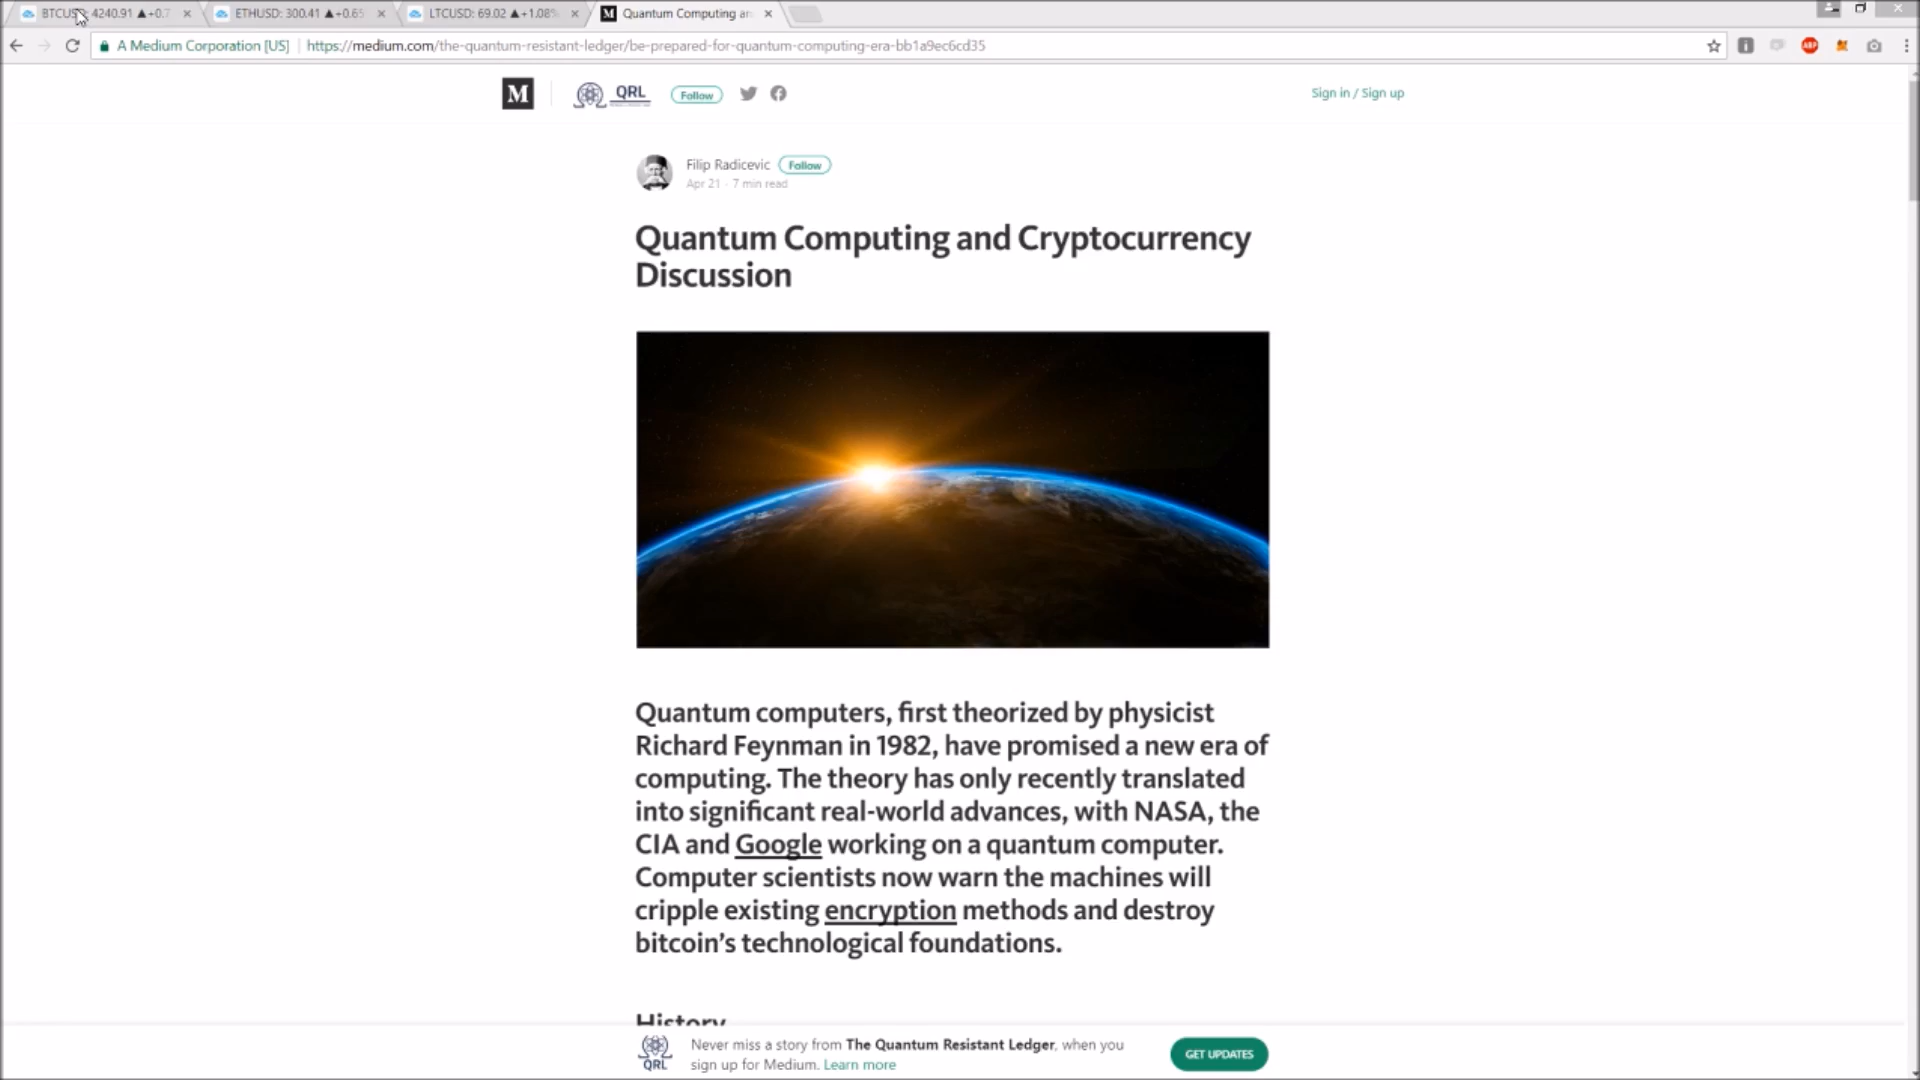 BTCUSD: 4240.91 ▲+0.7
ETHUSD: 300.41 ▲+0.65
LTCUSD: 69.02 ▲+1.08%
M Quantum Computing an
A Medium Corporation [US]
https://medium.com/the-quantum-resistant-ledger/be-prepared-for-quantum-computing-era-bb1a9ec6cd35
ABP
M
QRL
Follow
Sign in / Sign up
Filip Radicevic
Follow
Apr 21 · 7 min read
Quantum Computing and Cryptocurrency
Discussion
Quantum computers, first theorized by physicist
Richard Feynman in 1982, have promised a new era of
computing. The theory has only recently translated
into significant real-world advances, with NASA, the
CIA and Google working on a quantum computer.
Computer scientists now warn the machines will
cripple existing encryption methods and destroy
bitcoin’s technological foundations.
History
QRL
Never miss a story from The Quantum Resistant Ledger, when you
sign up for Medium. Learn more
GET UPDATES